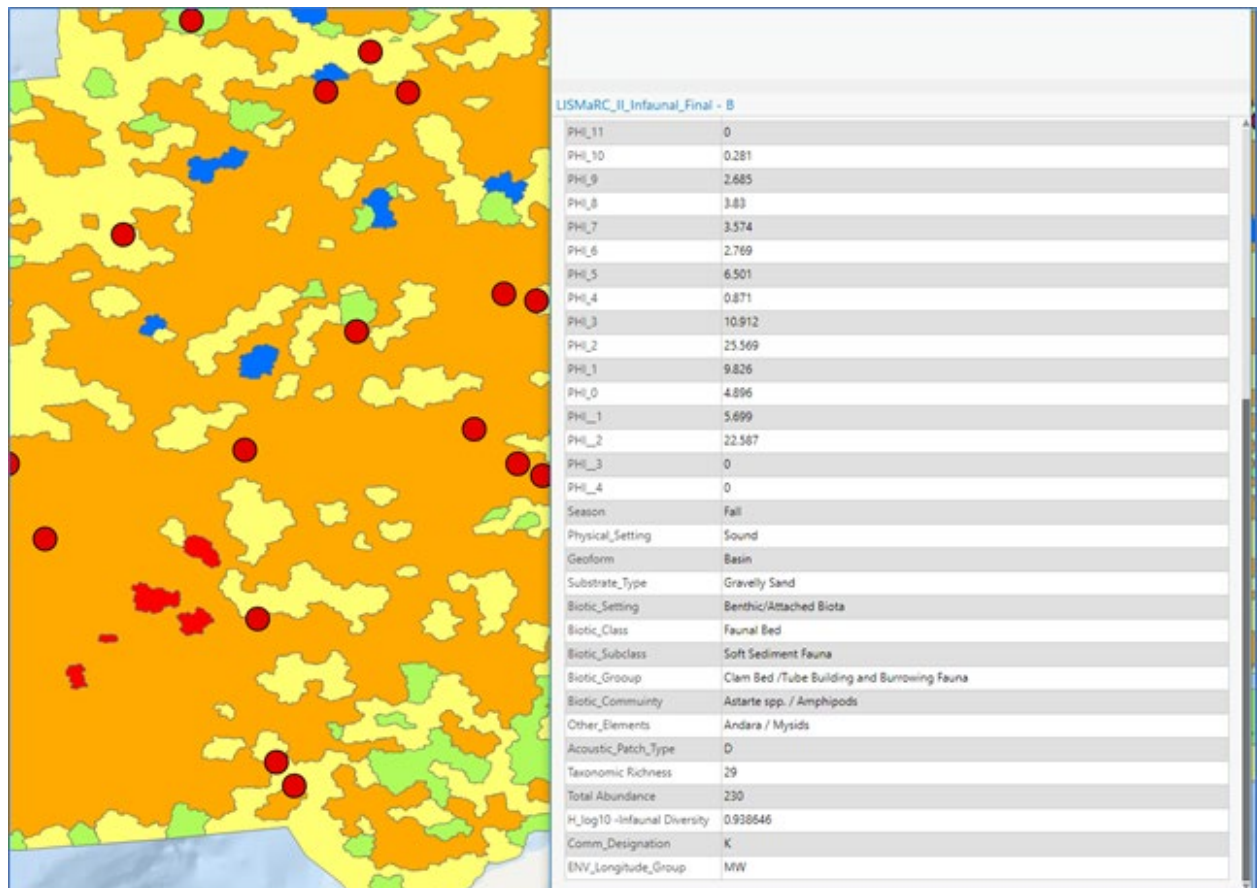 LISMaRC_II_Infaunal_Final - B
PHI_11 0
PHI_10 0.281
PHI_9 2.685
PHI_8 3.83
PHI_7 3.574
PHI_6 2.769
PHI_5 6.501
PHI_4 0.871
PHI_3 10.912
PHI_2 25.569
PHI_1 9.826
PHI_0 4.896
PHI__1 5.699
PHI__2 22.587
PHI__3 0
PHI__4 0
Season Fall
Physical_Setting Sound
Geoform Basin
Substrate_Type Gravelly Sand
Biotic_Setting Benthic/Attached Biota
Biotic_Class Faunal Bed
Biotic_Subclass Soft Sediment Fauna
Biotic_Grooup Clam Bed /Tube Building and Burrowing Fauna
Biotic_Commuinty Astarte spp. / Amphipods
Other_Elements Andara / Mysids
Acoustic_Patch_Type D
Taxonomic Richness 29
Total Abundance 230
H_log10 -Infaunal Diversity 0.938646
Comm_Designation K
ENV_Longitude_Group MW